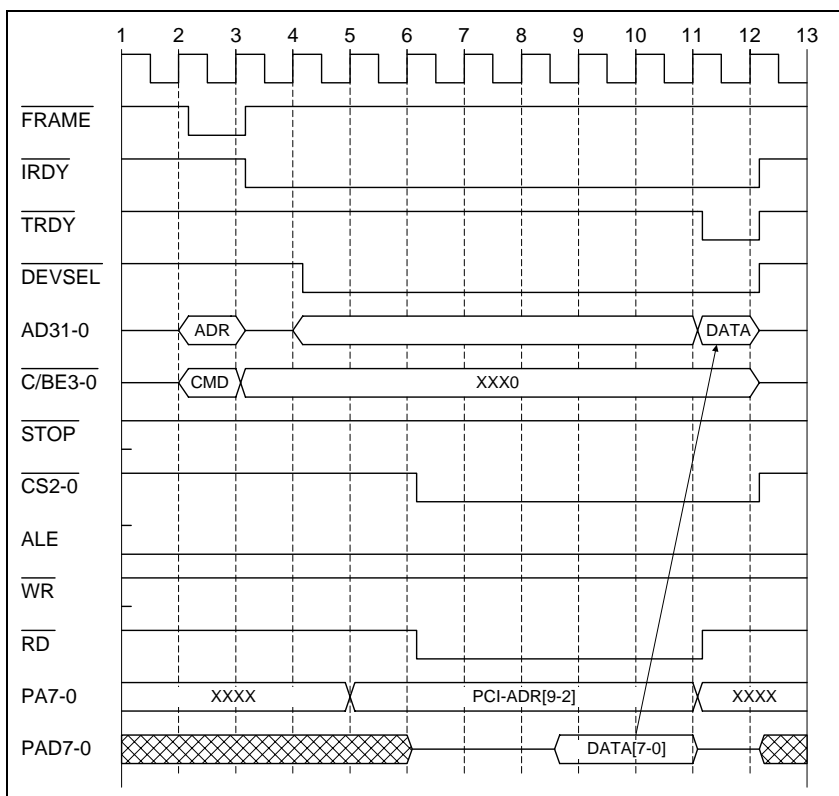 1 2 3 4 5 6 7 8 9 10 11 12 13
FRAME
IRDY
TRDY
DEVSEL
AD31-0 ADR DATA
C/BE3-0 CMD XXX0
STOP
CS2-0
ALE
WR
RD
PA7-0 XXXX PCI-ADR[9-2] XXXX
PAD7-0 DATA[7-0]